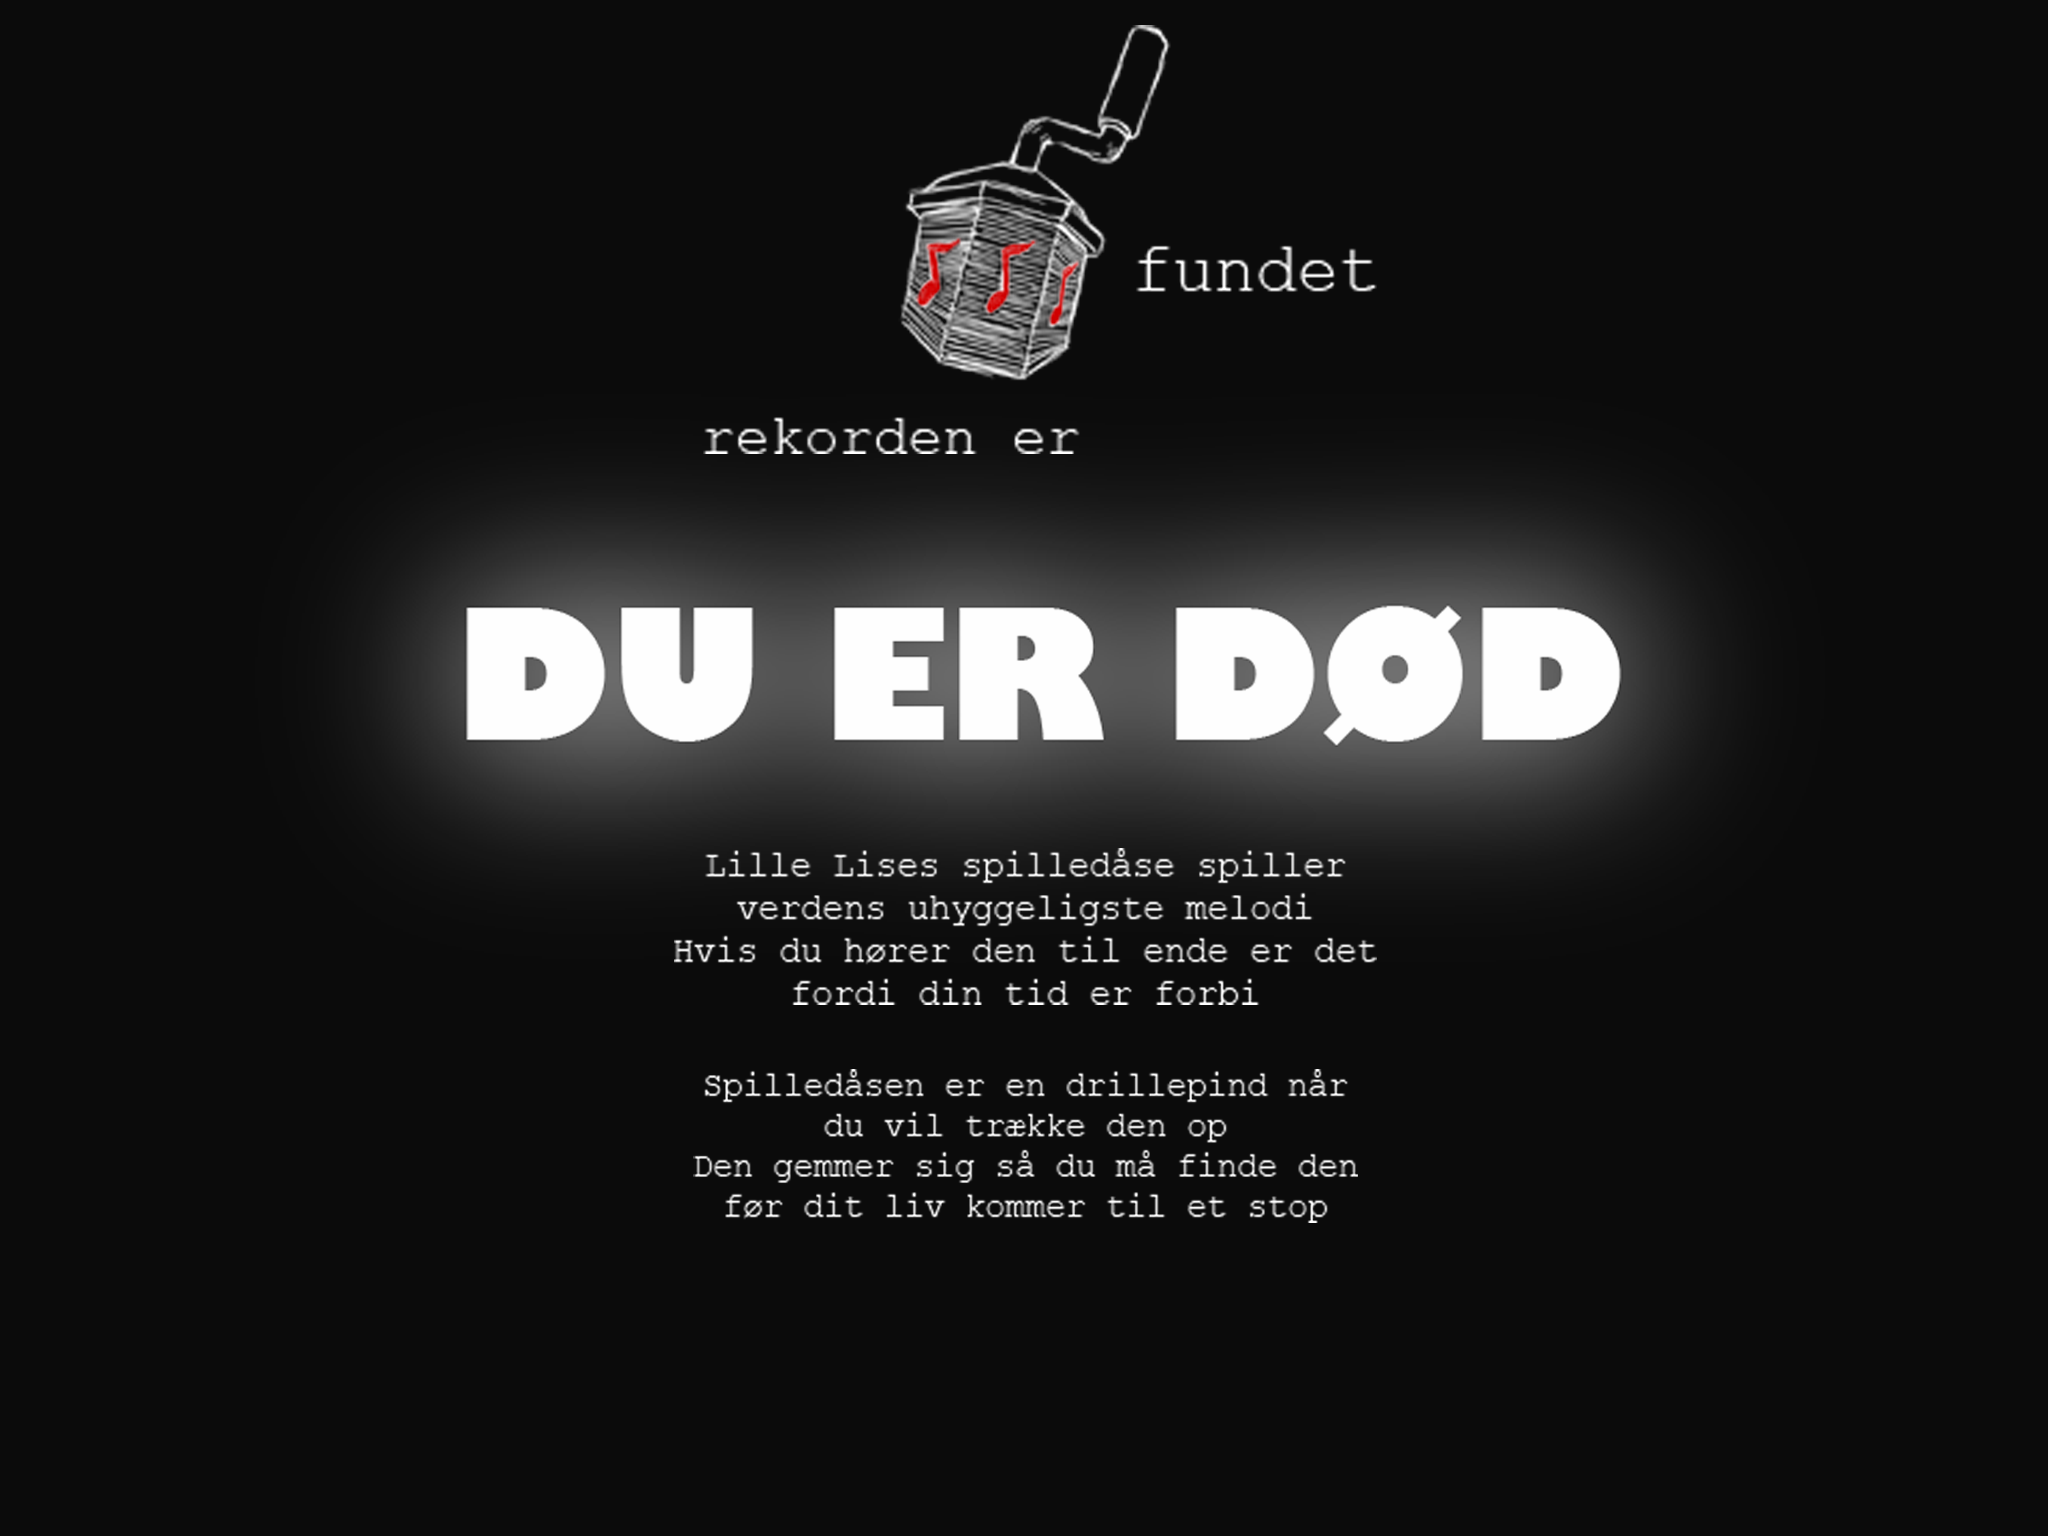 fundet
rekorden er
DU ER DØD
Lille Lises spilledåse spiller
verdens uhyggeligste melodi
Hvis du hører den til ende er det
fordi din tid er forbi
Spilledåsen er en drillepind når
du vil trække den op
Den gemmer sig så du må finde den
før dit liv kommer til et stop